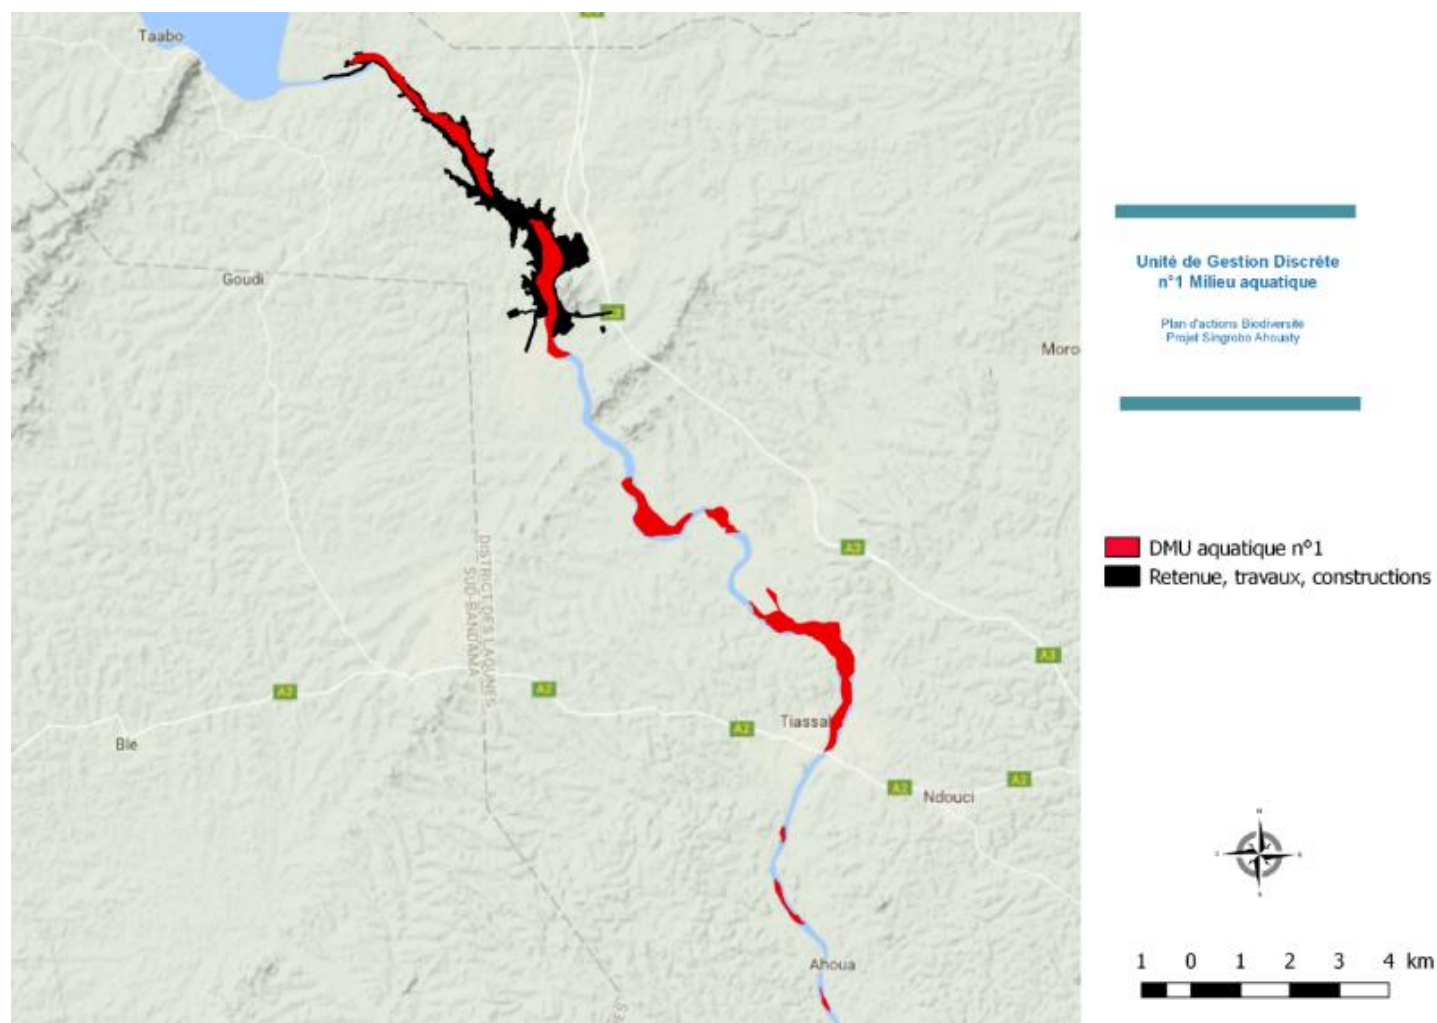 Taabo
Goudi
A3
Moro
DISTRICT DES LAGUNES
SUD-BANDAMA
A3
A3
A2
A2
Tiassal
A2
Ble
A2
A2
Ndouci
Ahoua
Unité de Gestion Discrète
n°1 Milieu aquatique
Plan d'actions Biodiversité
Projet Singrobo Ahouaty
DMU aquatique n°1
Retenue, travaux, constructions
1 0 1 2 3 4 km